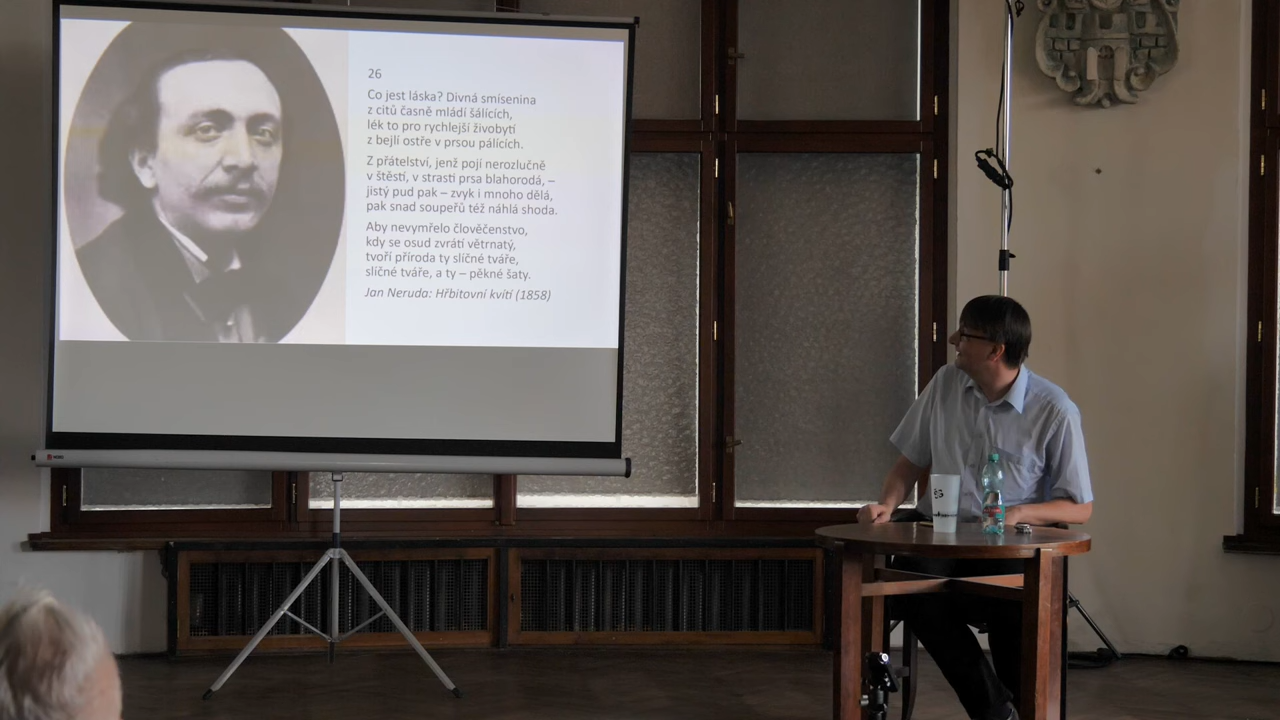 26
Co jest láska? Divná smísenina
z citů časně mládí šálících,
lék to pro rychlejší živobytí
z bejlí ostře v prsou pálících.
Z přátelství, jenž pojí nerozlučně
v štěstí, v strasti prsa blahorodá, –
jistý pud pak – zvyk i mnoho dělá,
pak snad soupeřů též náhlá shoda.
Aby nevymřelo člověčenstvo,
kdy se osud zvrátí větrnatý,
tvoří příroda ty slíčné tváře,
slíčné tváře, a ty – pěkné šaty.
Jan Neruda: Hřbitovní kvítí (1858)